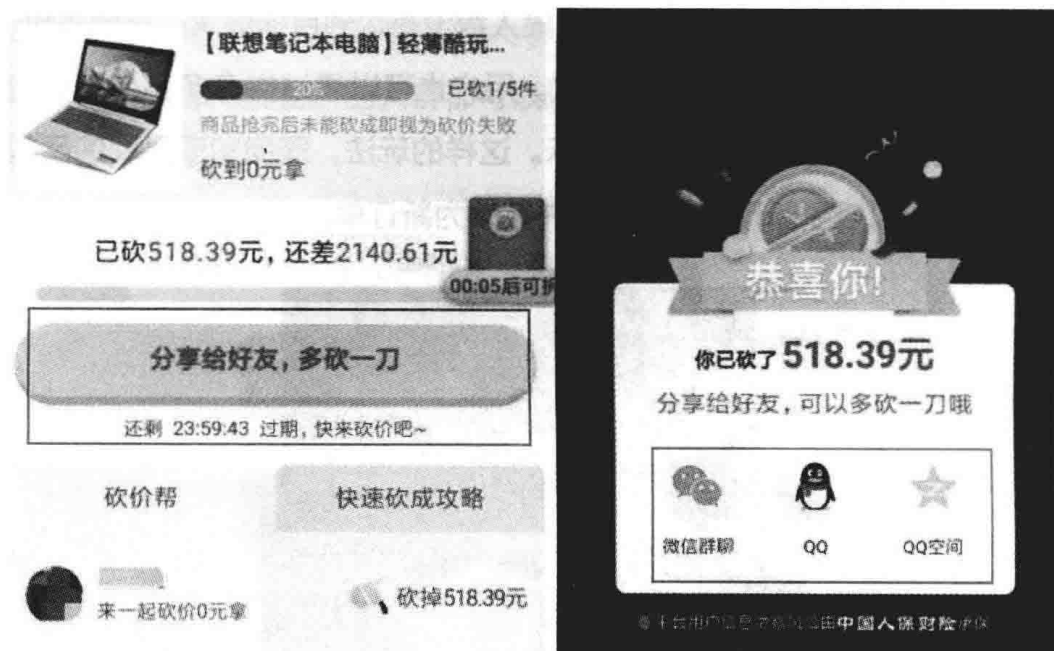 【联想笔记本电脑】轻薄酷玩...
20%
已砍1/5件
商品抢完后未能砍成即视为砍价失败
砍到0元拿
已砍518.39元，还差2140.61元
00:05后可拆
分享给好友，多砍一刀
还剩 23:59:43 过期，快来砍价吧~
砍价帮
快速砍成攻略
来一起砍价0元拿
砍掉518.39元
恭喜你!
你已砍了518.39元
分享给好友，可以多砍一刀哦
微信群聊
QQ
QQ空间
中国人保财险承保